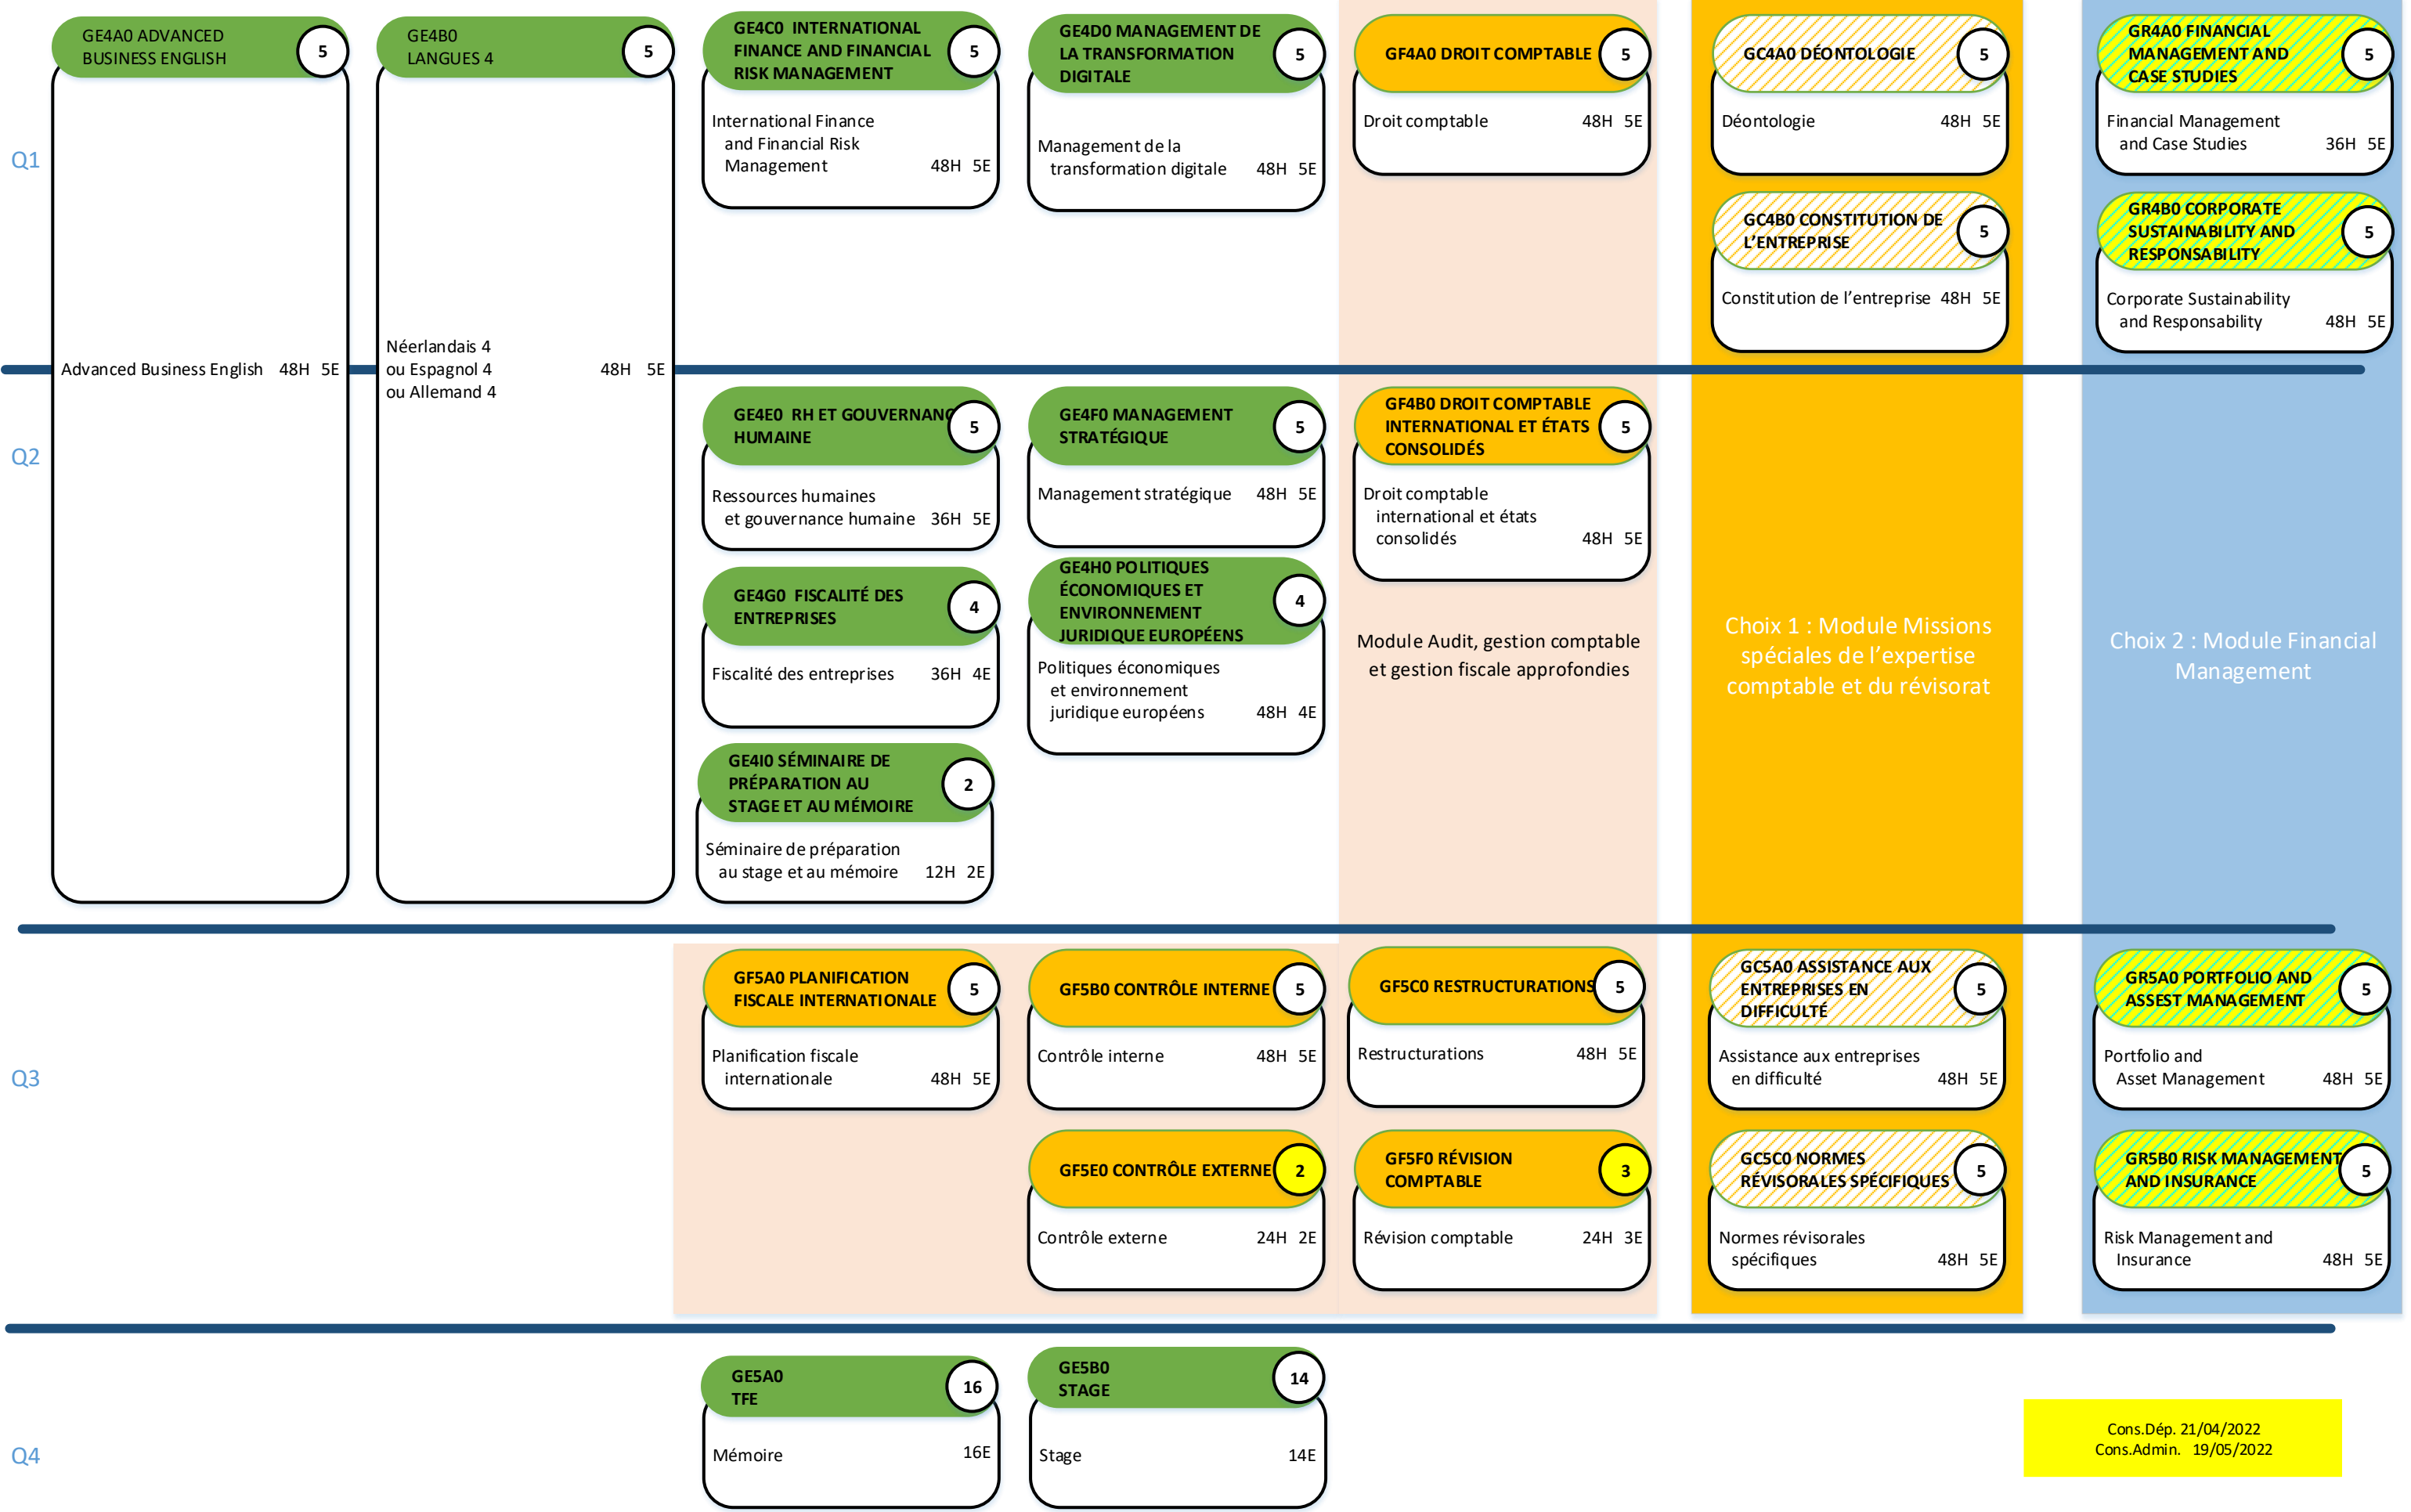 GE4A0 ADVANCED
BUSINESS ENGLISH
5
GE4B0
LANGUES 4
5
GE4C0 INTERNATIONAL
FINANCE AND FINANCIAL
RISK MANAGEMENT
5
GE4D0 MANAGEMENT DE
LA TRANSFORMATION
DIGITALE
5
GF4A0 DROIT COMPTABLE
5
GC4A0 DÉONTOLOGIE
5
GR4A0 FINANCIAL
MANAGEMENT AND
CASE STUDIES
5
International Finance
and Financial Risk
Management 48H 5E
Management de la
transformation digitale 48H 5E
Droit comptable 48H 5E
Déontologie 48H 5E
Financial Management
and Case Studies 36H 5E
Q1
GC4B0 CONSTITUTION DE
L'ENTREPRISE
5
GR4B0 CORPORATE
SUSTAINABILITY AND
RESPONSABILITY
5
Constitution de l'entreprise 48H 5E
Corporate Sustainability
and Responsability 48H 5E
Advanced Business English 48H 5E
Néerlandais 4
ou Espagnol 4 48H 5E
ou Allemand 4
Q2
GE4E0 RH ET GOUVERNANC
HUMAINE
5
GE4F0 MANAGEMENT
STRATÉGIQUE
5
GF4B0 DROIT COMPTABLE
INTERNATIONAL ET ÉTATS
CONSOLIDÉS
5
Ressources humaines
et gouvernance humaine 36H 5E
Management stratégique 48H 5E
Droit comptable
international et états
consolidés 48H 5E
GE4G0 FISCALITÉ DES
ENTREPRISES
4
GE4H0 POLITIQUES
ÉCONOMIQUES ET
ENVIRONNEMENT
JURIDIQUE EUROPÉENS
4
Fiscalité des entreprises 36H 4E
Politiques économiques
et environnement
juridique européens 48H 4E
Module Audit, gestion comptable
et gestion fiscale approfondies
Choix 1 : Module Missions
spéciales de l'expertise
comptable et du révisorat
Choix 2 : Module Financial
Management
GE4I0 SÉMINAIRE DE
PRÉPARATION AU
STAGE ET AU MÉMOIRE
2
Séminaire de préparation
au stage et au mémoire 12H 2E
Q3
GF5A0 PLANIFICATION
FISCALE INTERNATIONALE
5
GF5B0 CONTRÔLE INTERNE
5
GF5C0 RESTRUCTURATIONS
5
GC5A0 ASSISTANCE AUX
ENTREPRISES EN
DIFFICULTÉ
5
GR5A0 PORTFOLIO AND
ASSEST MANAGEMENT
5
Planification fiscale
internationale 48H 5E
Contrôle interne 48H 5E
Restructurations 48H 5E
Assistance aux entreprises
en difficulté 48H 5E
Portfolio and
Asset Management 48H 5E
GF5E0 CONTRÔLE EXTERNE
2
GF5F0 RÉVISION
COMPTABLE
3
GC5C0 NORMES
RÉVISORALES SPÉCIFIQUES
5
GR5B0 RISK MANAGEMENT
AND INSURANCE
5
Contrôle externe 24H 2E
Révision comptable 24H 3E
Normes révisorales
spécifiques 48H 5E
Risk Management and
Insurance 48H 5E
Q4
GE5A0
TFE
16
GE5B0
STAGE
14
Mémoire 16E
Stage 14E
Cons.Dép. 21/04/2022
Cons.Admin. 19/05/2022